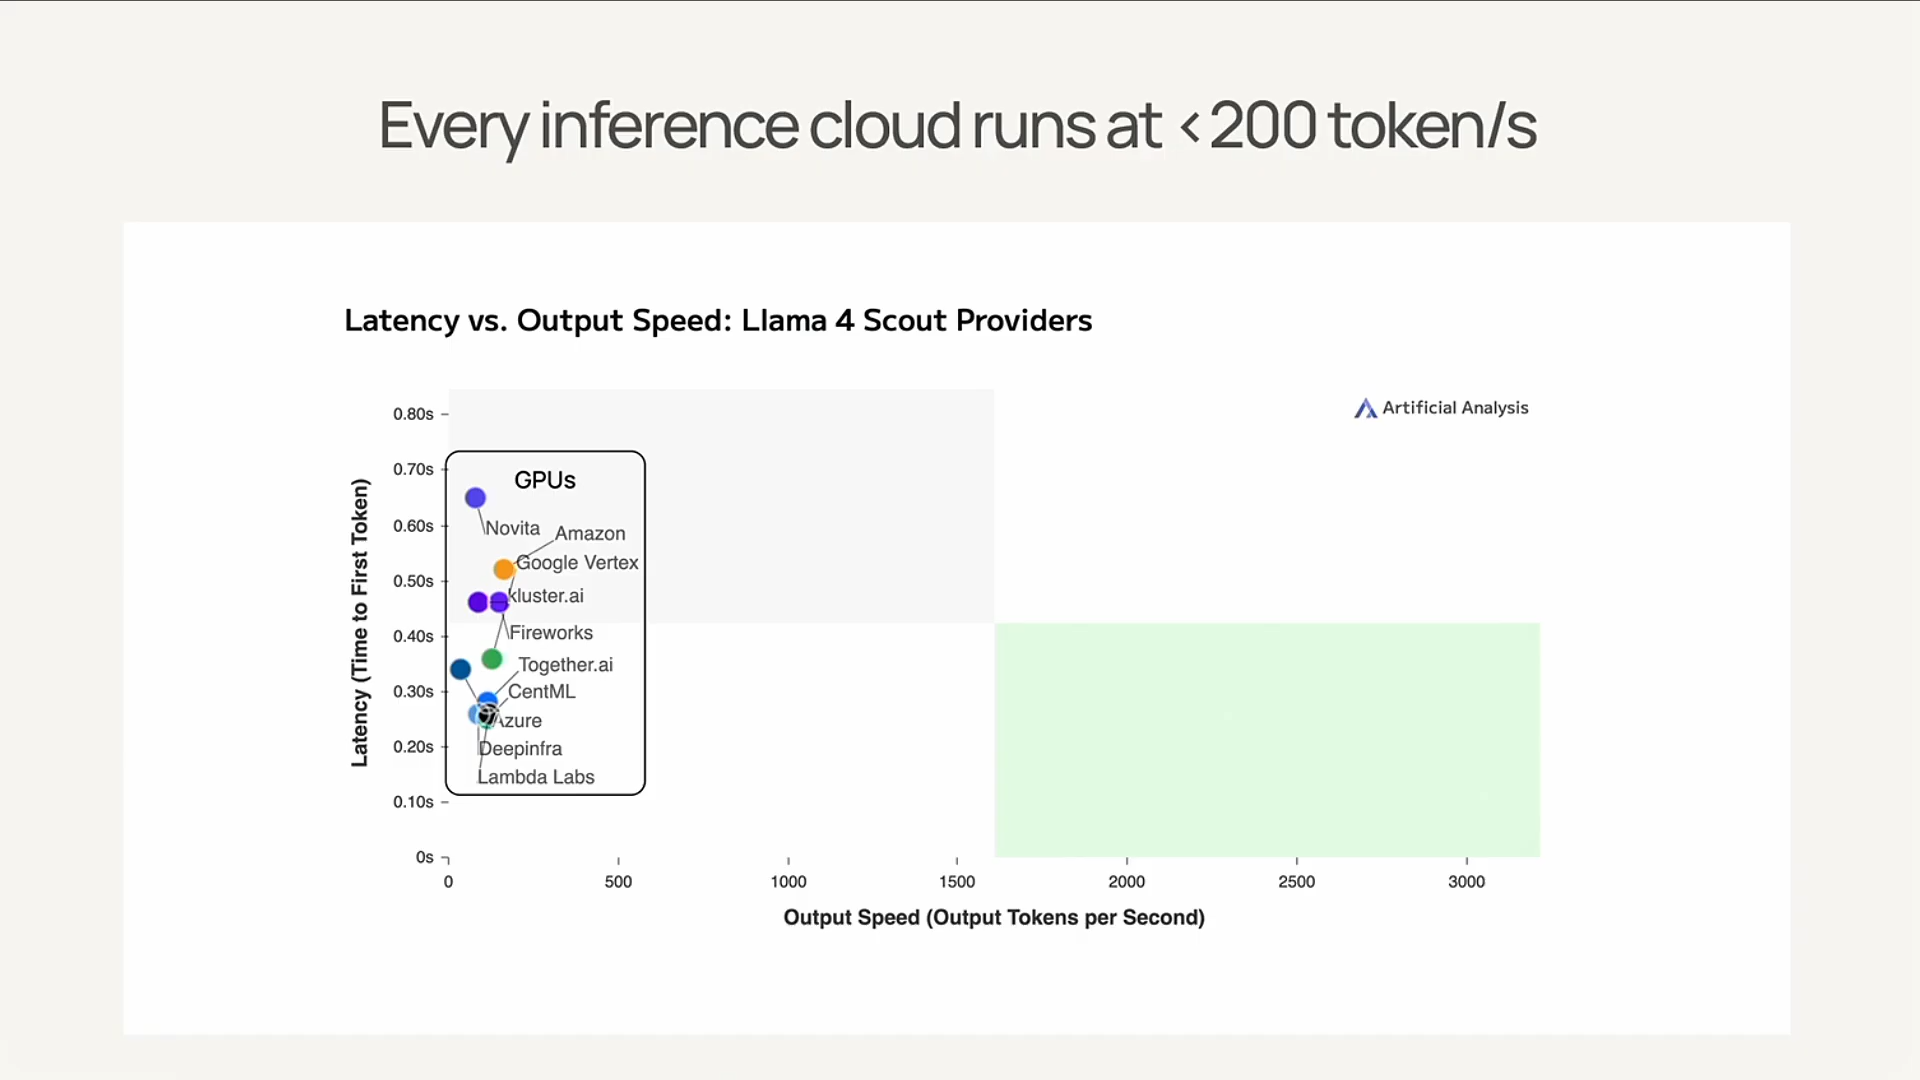 Every inference cloud runs at <200 token/s
Latency vs. Output Speed: Llama 4 Scout Providers
Artificial Analysis
Latency (Time to First Token)
0.80s
0.70s
0.60s
0.50s
0.40s
0.30s
0.20s
0.10s
0s
GPUs
Novita
Amazon
Google Vertex
kluster.ai
Fireworks
Together.ai
CentML
Azure
Deepinfra
Lambda Labs
0 500 1000 1500 2000 2500 3000
Output Speed (Output Tokens per Second)